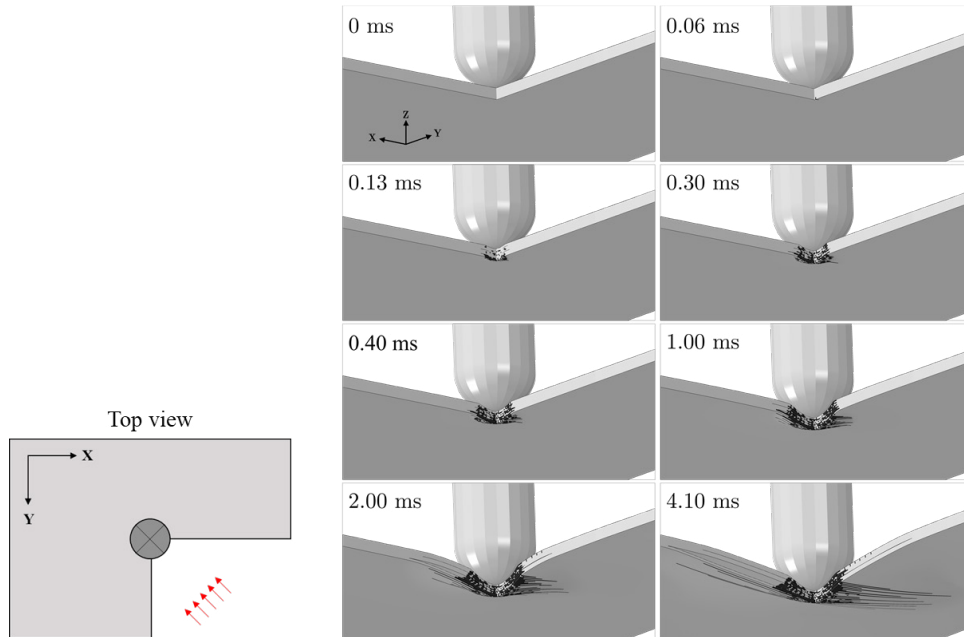 0 ms
0.06 ms
Z
X
Y
0.13 ms
0.30 ms
0.40 ms
1.00 ms
Top view
X
Y
2.00 ms
4.10 ms